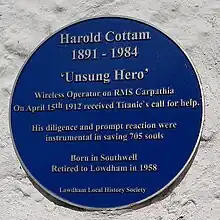 Harold Cottam
1891 - 1984
'Unsung Hero'
Wireless Operator on RMS Carpathia
On April 15th 1912 received Titanic's call for help.
His diligence and prompt reaction were
instrumental in saving 705 souls
Born in Southwell
Retired to Lowdham in 1958
Lowdham Local History Society